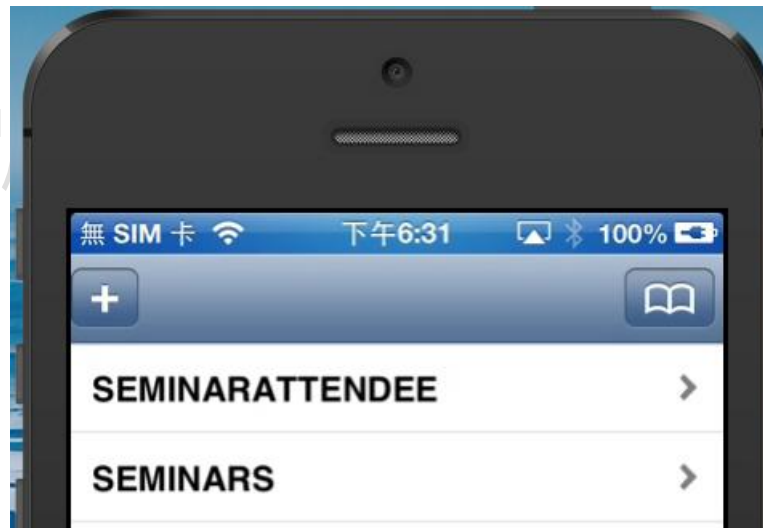 無 SIM 卡 下午6:31 100%
SEMINARATTENDEE
SEMINARS